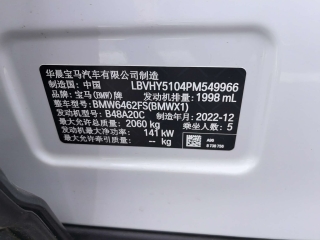 华晨宝马汽车有限公司制造
制造国：中国 LBVHY5104PM549966
品牌：宝马(BMW)牌 发动机排量：1998 mL
整车型号：BMW6462FS(BMWX1)
发动机型号：B48A20C 制造年月：2022-12
最大允许总质量：2060 kg 乘坐人数：5
发动机最大净功率：141 kW
最大允许牵引质量：-- kg